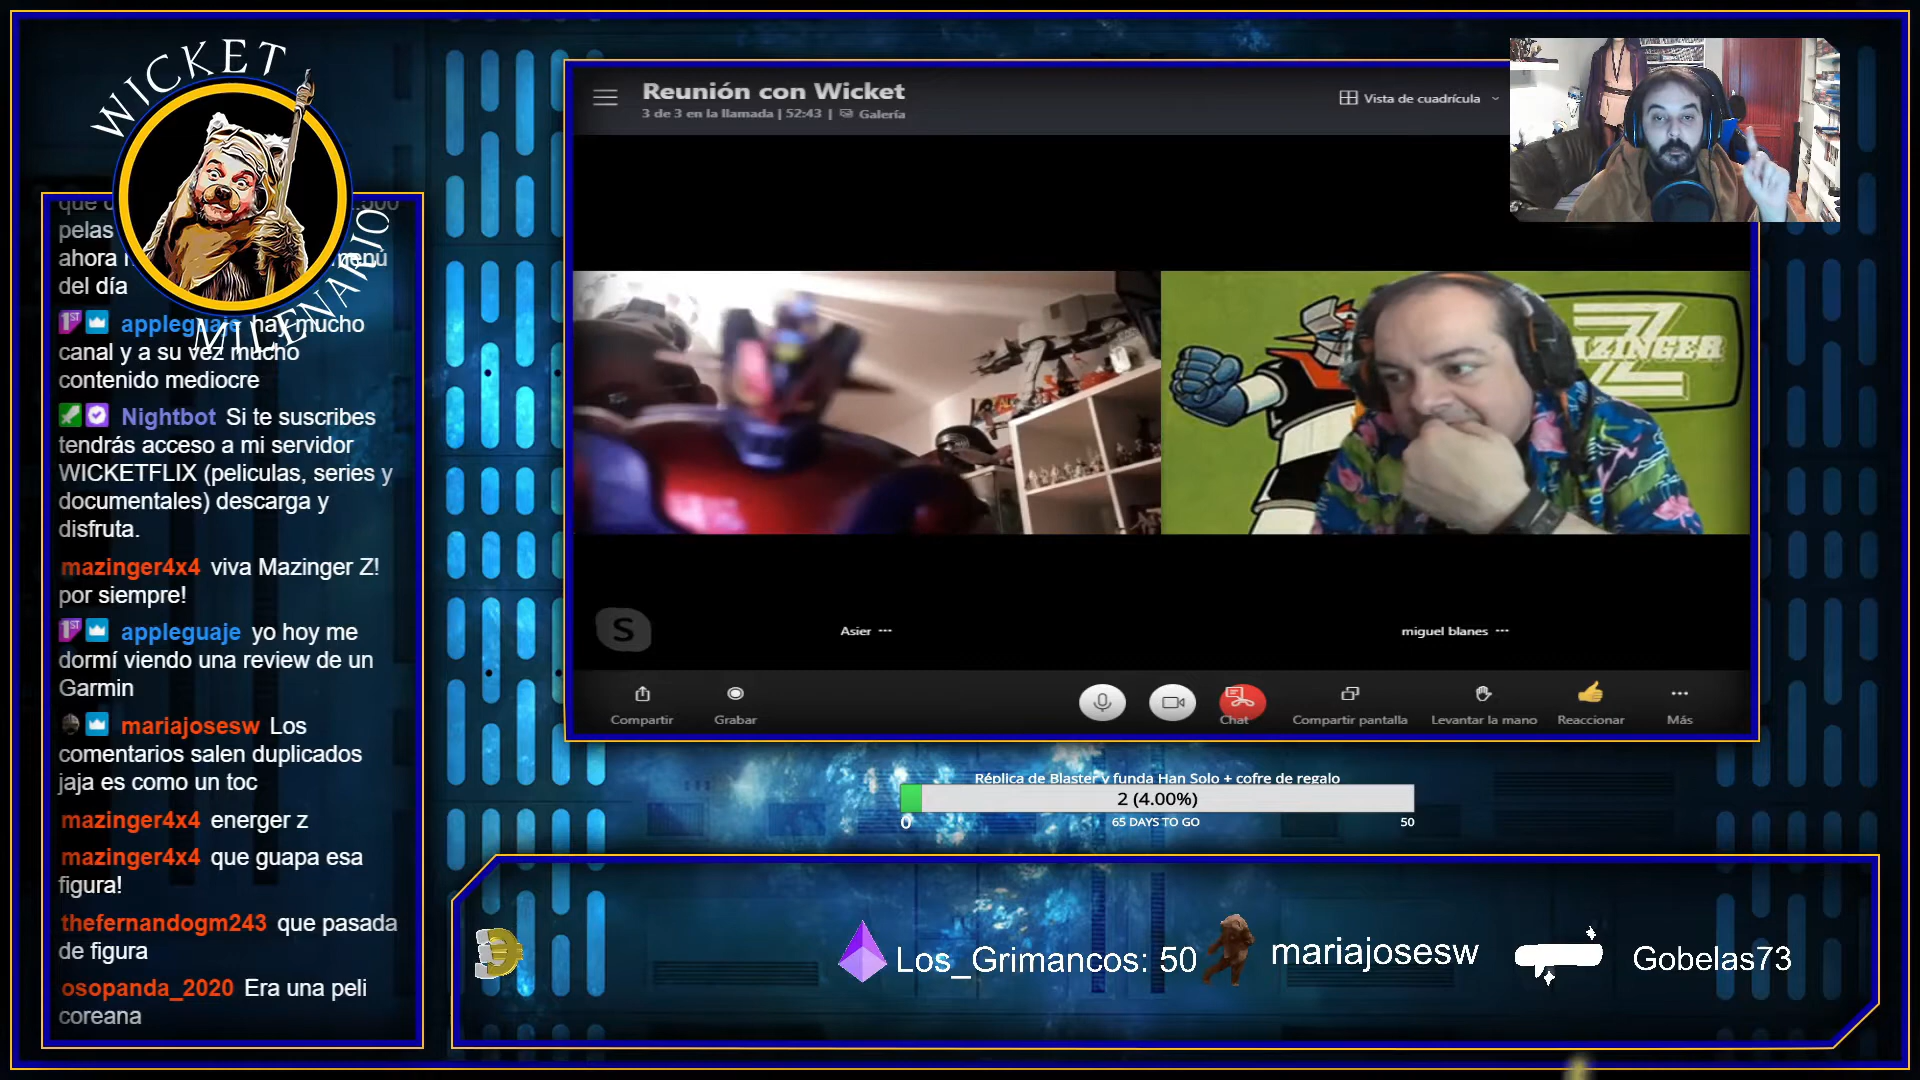 WICKET
MILENARIO
pelas
ahora
menú
del día
appleguaje hay mucho
canal y a su vez mucho
contenido mediocre
Nightbot Si te suscribes
tendrás acceso a mi servidor
WICKETFLIX (peliculas, series y
documentales) descarga y
disfruta.
mazinger4x4 viva Mazinger Z!
por siempre!
appleguaje yo hoy me
dormí viendo una review de un
Garmin
mariajosesw Los
comentarios salen duplicados
jaja es como un toc
mazinger4x4 energer z
mazinger4x4 que guapa esa
figura!
thefernandogm243 que pasada
de figura
osopanda_2020 Era una peli
coreana
Reunión con Wicket
3 de 3 en la llamada | 52:43 | Galería
Vista de cuadrícula
Z
MAZINGER
S
Asier ···
miguel blanes ···
Compartir
Grabar
Chat
Compartir pantalla
Levantar la mano
Reaccionar
Más
Réplica de Blaster y funda Han Solo + cofre de regalo
2 (4.00%)
0
65 DAYS TO GO
50
Los_Grimancos: 50
mariajosesw
Gobelas73